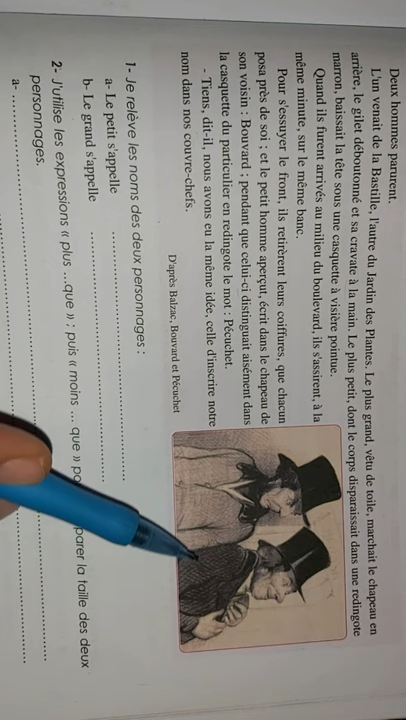 Deux hommes parurent.
L'un venait de la Bastille, l'autre du Jardin des Plantes. Le plus grand, vêtu de toile, marchait le chapeau en
arrière, le gilet déboutonné et sa cravate à la main. Le plus petit, dont le corps disparaissait dans une redingote
marron, baissait la tête sous une casquette à visière pointue.
Quand ils furent arrivés au milieu du boulevard, ils s'assirent, à la
même minute, sur le même banc.
Pour s'essuyer le front, ils retirèrent leurs coiffures, que chacun
posa près de soi ; et le petit homme aperçut, écrit dans le chapeau de
son voisin : Bouvard ; pendant que celui-ci distinguait aisément dans
la casquette du particulier en redingote le mot : Pécuchet.
- Tiens, dit-il, nous avons eu la même idée, celle d'inscrire notre
nom dans nos couvre-chefs.
D'après Balzac, Bouvard et Pécuchet
1- Je relève les noms des deux personnages :
a- Le petit s'appelle ........................................
b- Le grand s'appelle ........................................
2- J'utilise les expressions « plus ...que » ; puis « moins ... que » parer la taille des deux
personnages.
a- ........................................